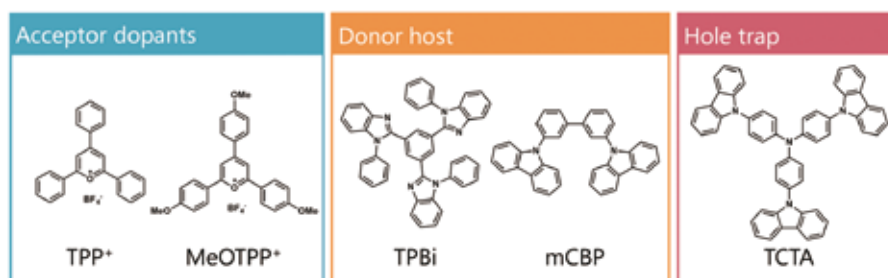 Acceptor dopants
Donor host
Hole trap
OMe
O⁺
BF₄⁻
MeO
O⁺
BF₄⁻
OMe
N
N
N
N
N
N
N
N
N
N
N
N
TPP⁺
MeOTPP⁺
TPBi
mCBP
TCTA